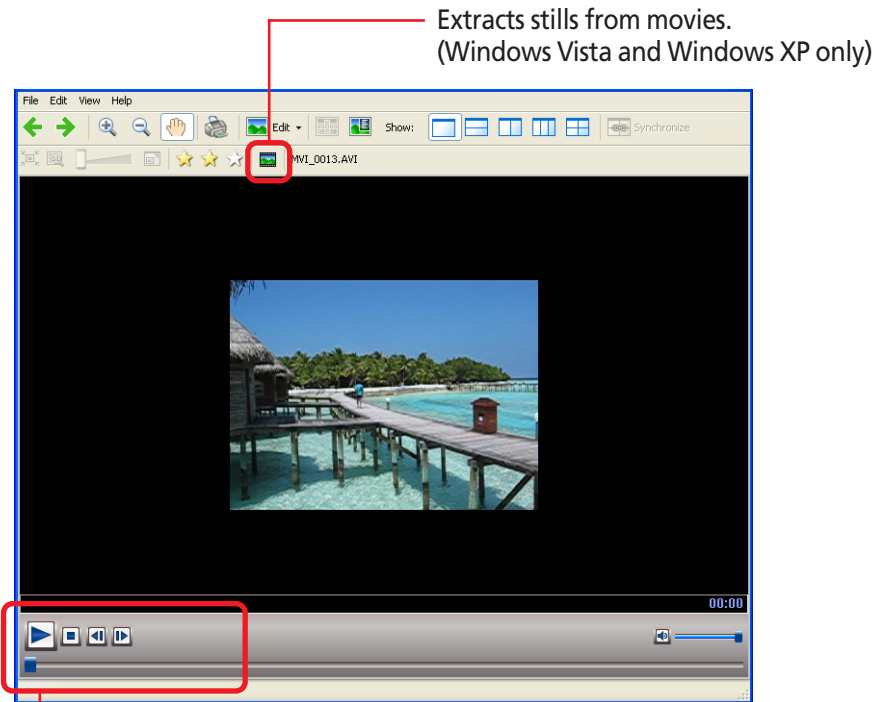 Extracts stills from movies.
(Windows Vista and Windows XP only)
File Edit View Help
Edit Show: Synchronize
MVI_0013.AVI
00:00